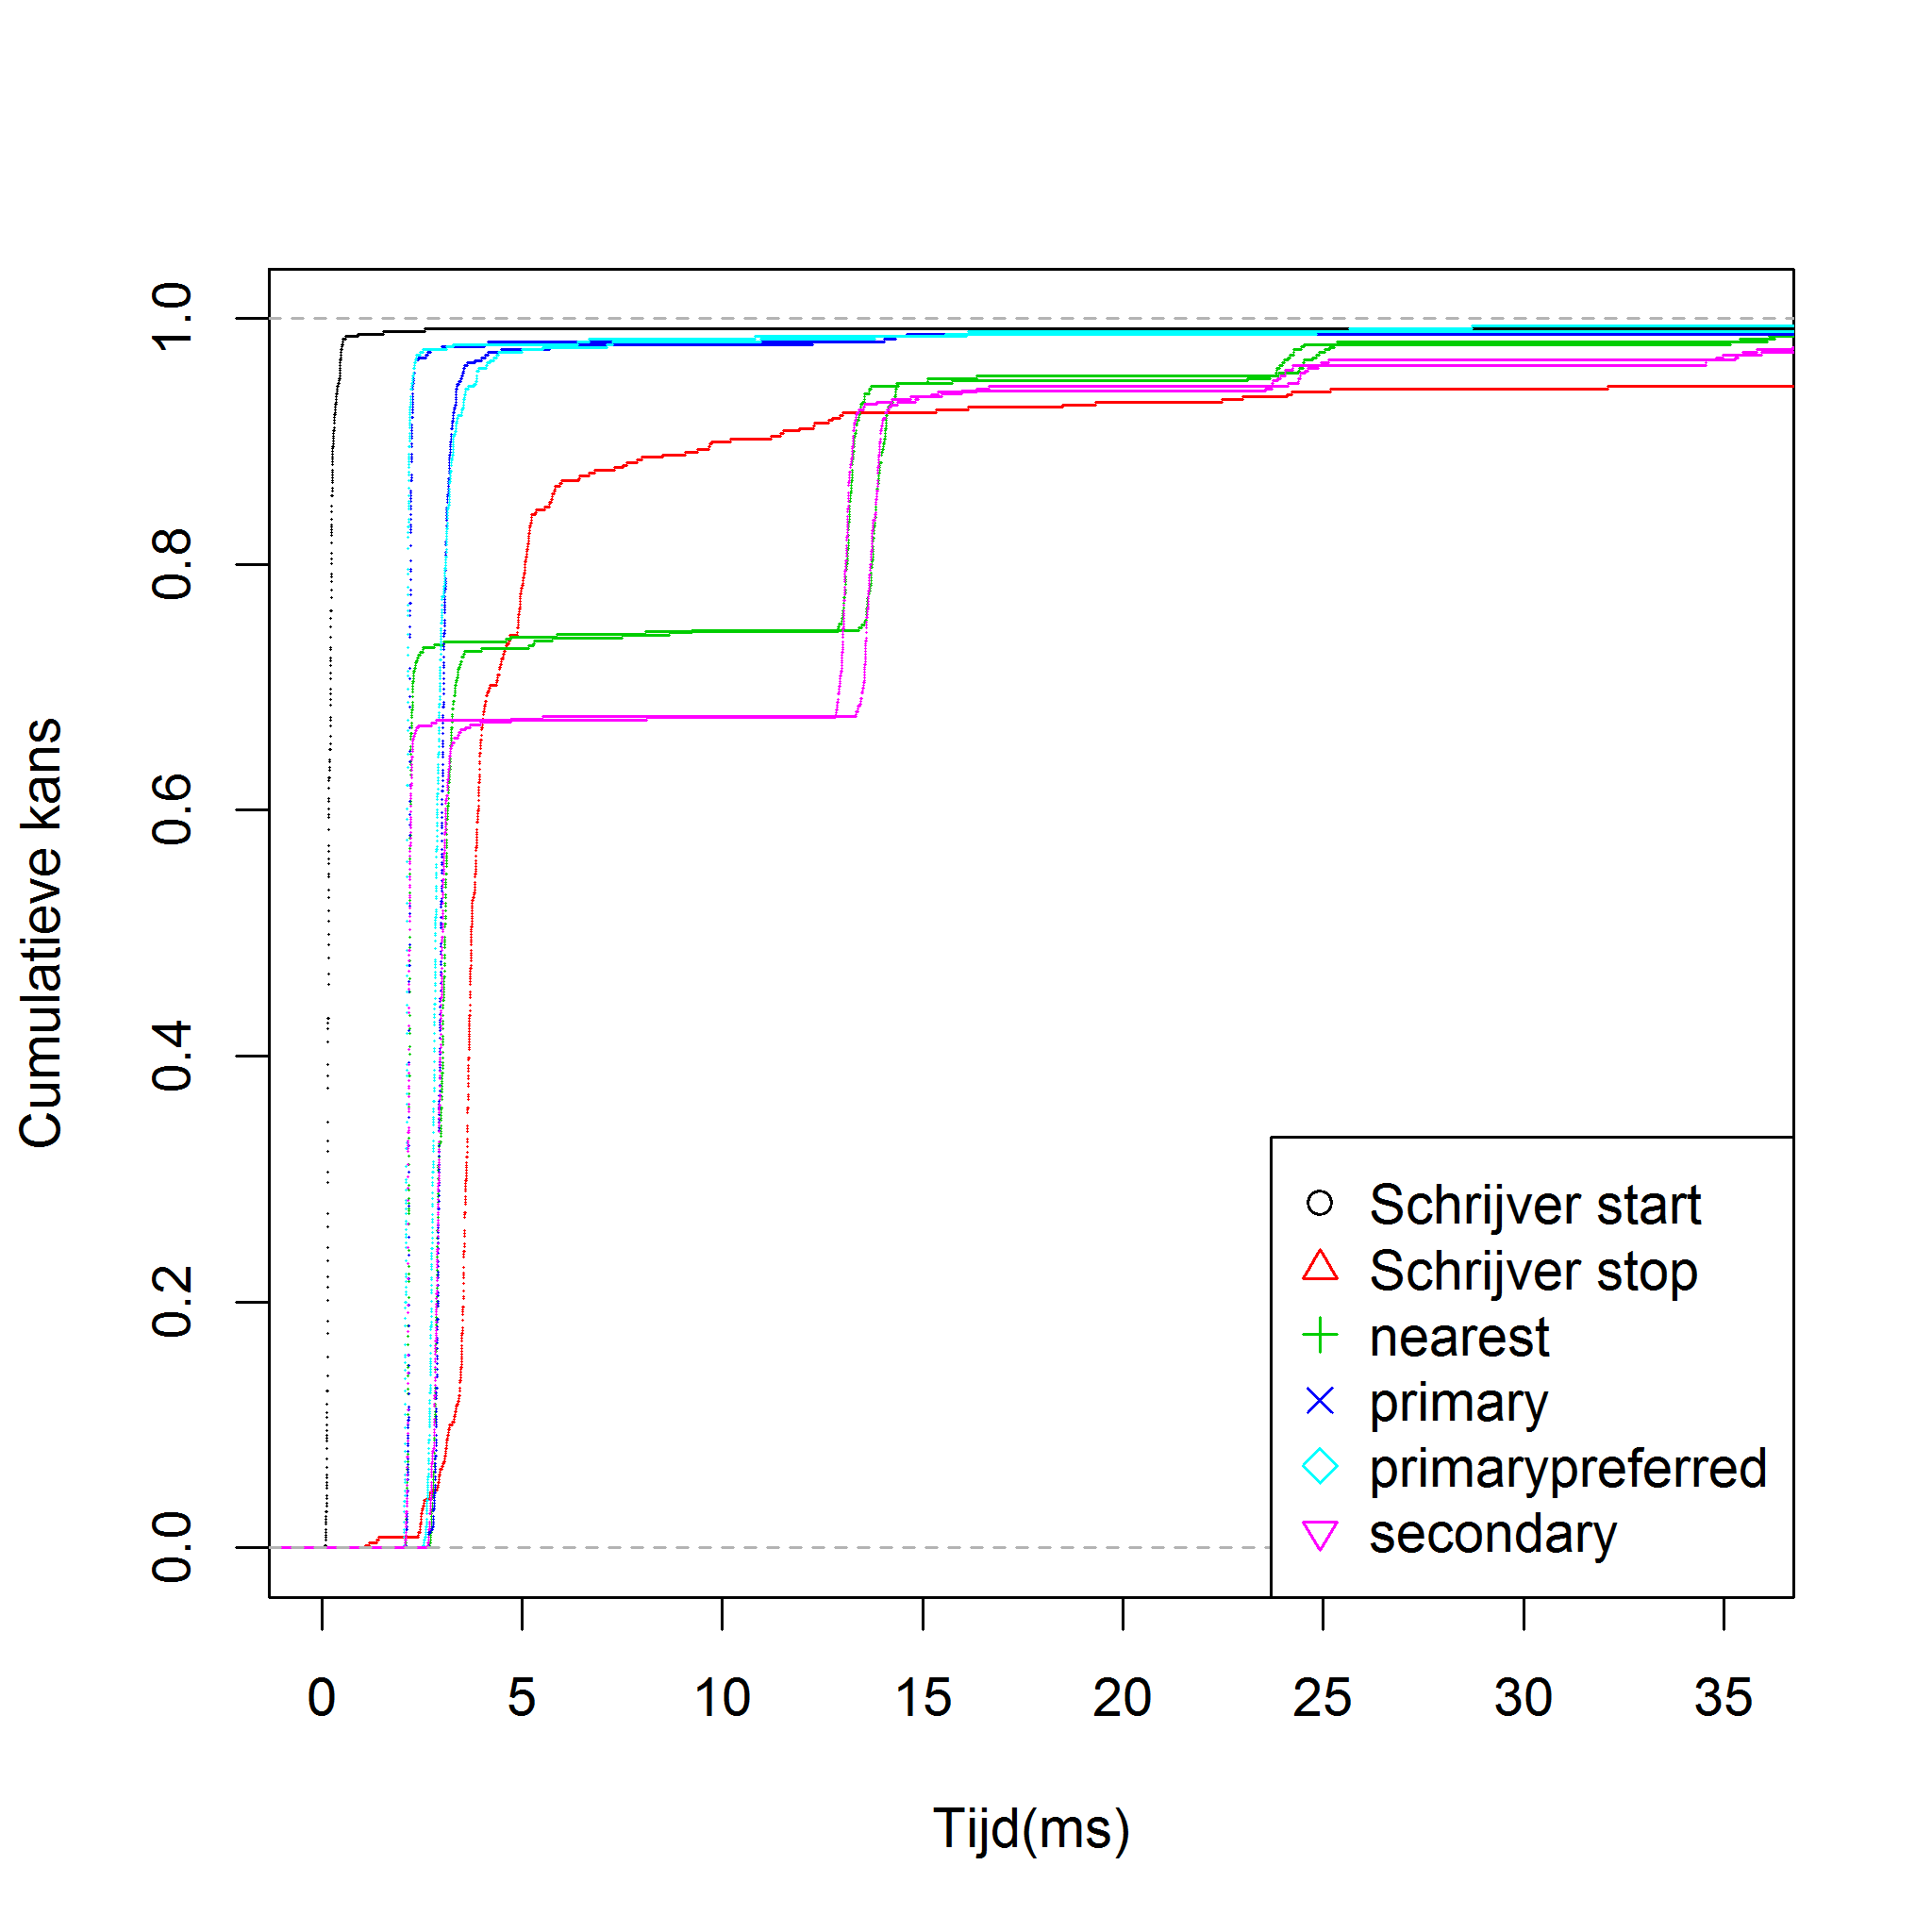 Cumulatieve kans
1.0
0.8
0.6
0.4
0.2
0.0
0 5 10 15 20 25 30 35
Tijd(ms)
Schrijver start
Schrijver stop
nearest
primary
primarypreferred
secondary